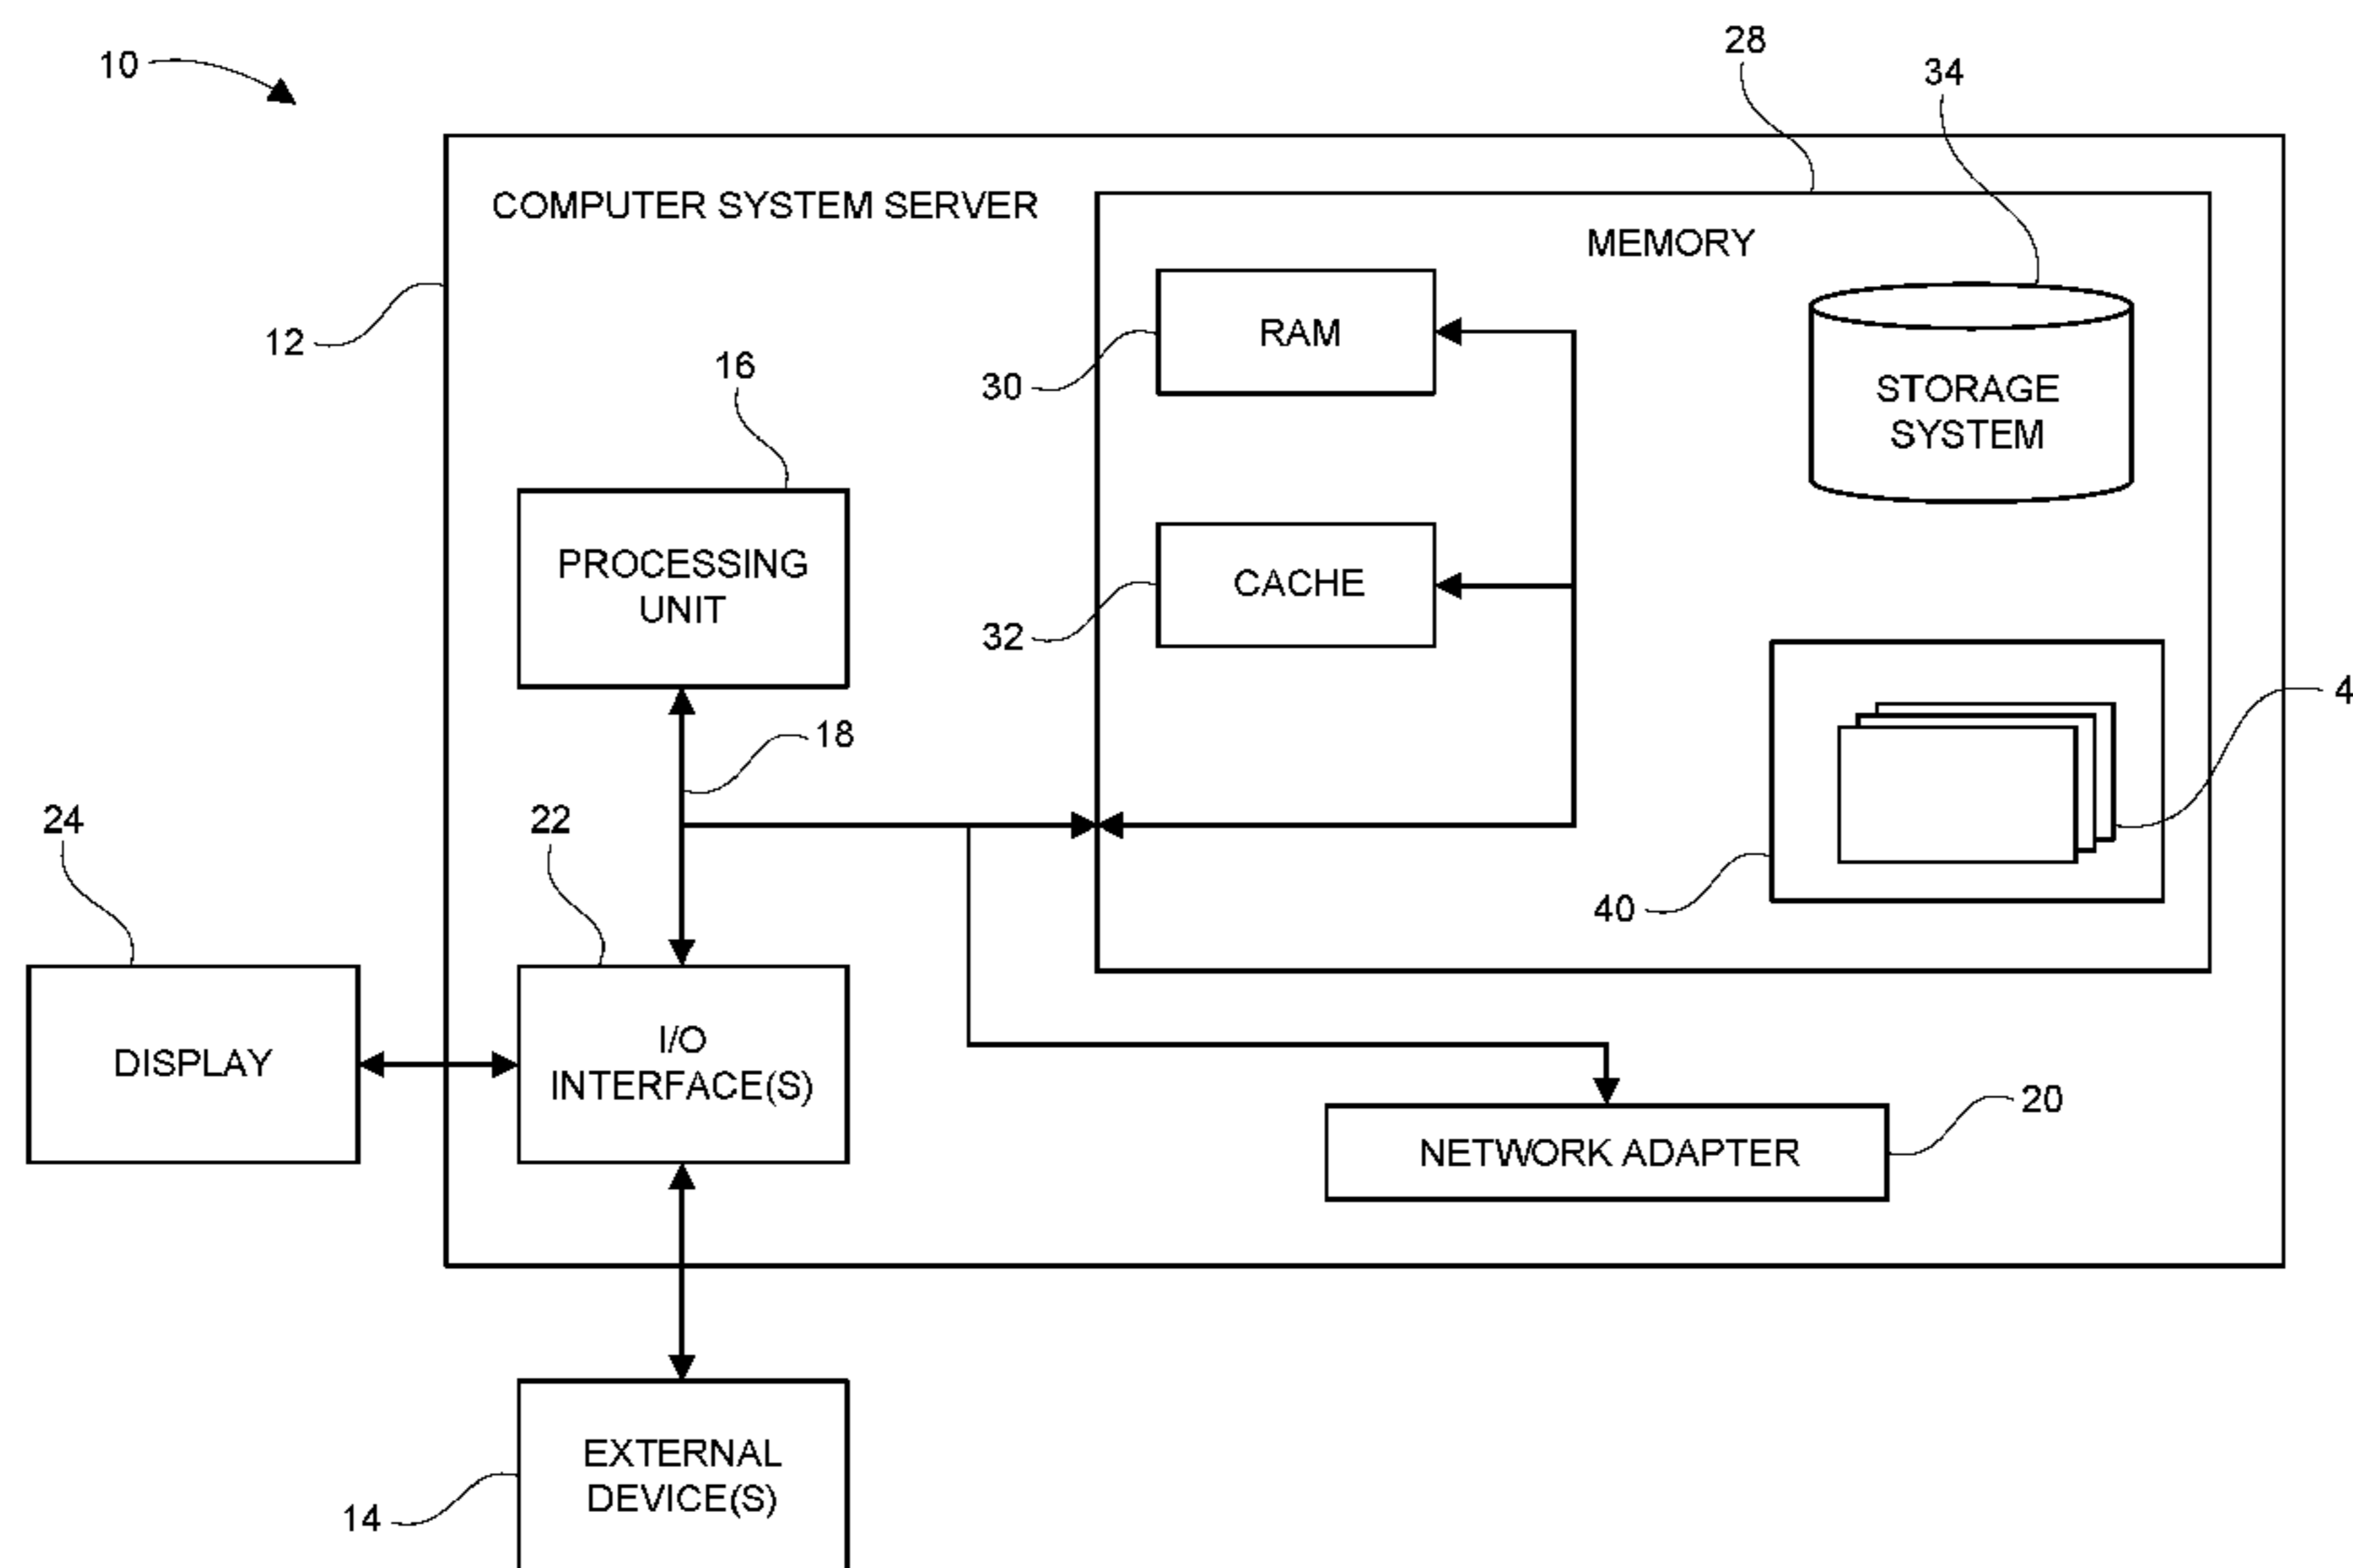 10
28
34
COMPUTER SYSTEM SERVER
MEMORY
12
16
RAM
30
STORAGE
SYSTEM
PROCESSING
UNIT
CACHE
32
18
4
24
22
40
DISPLAY
I/O
INTERFACE(S)
20
NETWORK ADAPTER
EXTERNAL
DEVICE(S)
14